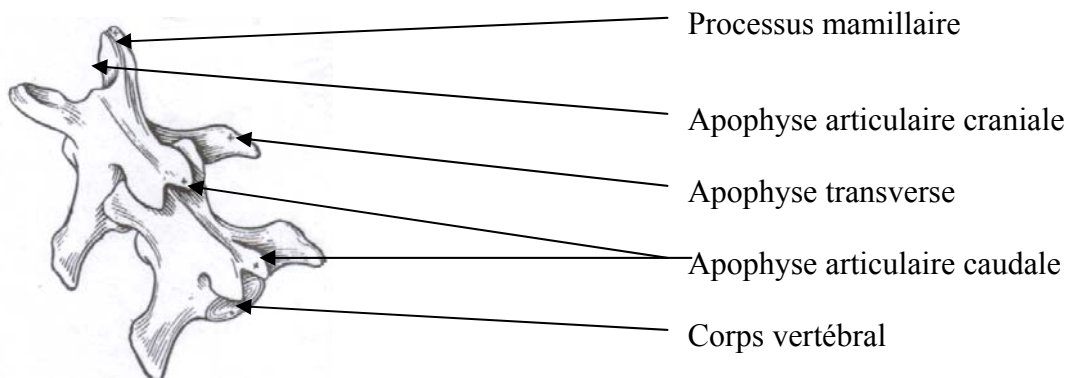 Processus mamillaire
Apophyse articulaire craniale
Apophyse transverse
Apophyse articulaire caudale
Corps vertébral